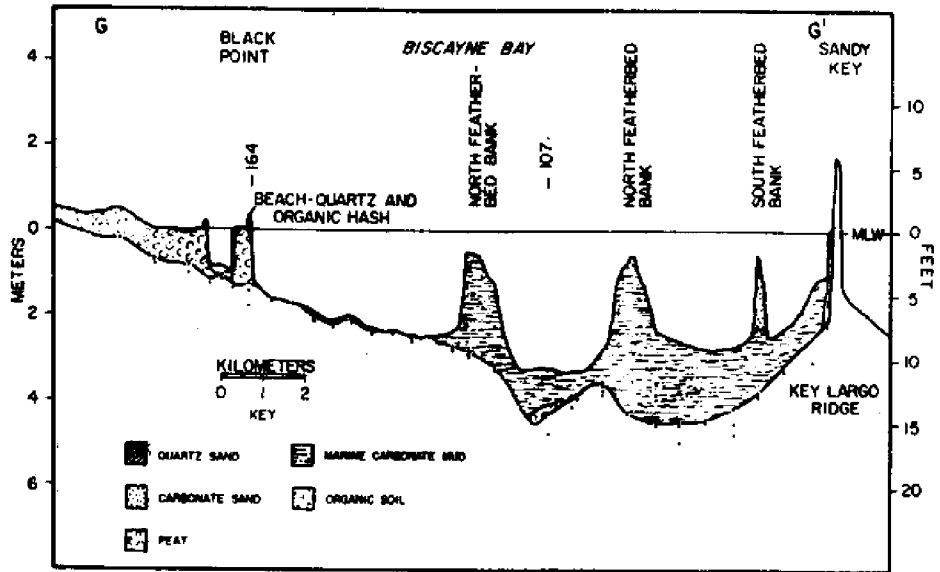 G
G'
BLACK
POINT
BISCAYNE BAY
SANDY
KEY
NORTH FEATHER-
BED BANK
– 107.
NORTH FEATHERBED
BANK
SOUTH FEATHERBED
BANK
– 164
BEACH-QUARTZ AND
ORGANIC HASH
MLW
4
2
0
2
4
6
METERS
10
5
0
5
10
15
20
FEET
KILOMETERS
0 1 2
KEY
KEY LARGO
RIDGE
QUARTZ SAND
MARINE CARBONATE MUD
CARBONATE SAND
ORGANIC SOIL
PEAT